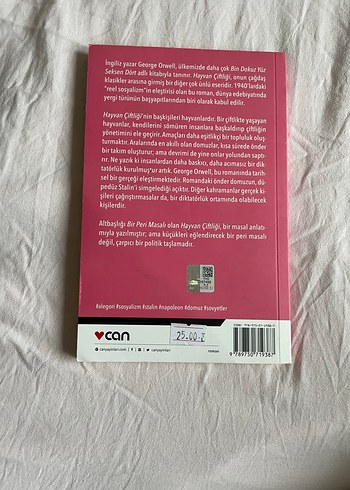 İngiliz yazar George Orwell, ülkemizde daha çok Bin Dokuz Yüz
Seksen Dört adlı kitabıyla tanınır. Hayvan Çiftliği, onun çağdaş
klasikler arasına girmiş bir diğer çok ünlü eseridir. 1940'lardaki
"reel sosyalizm"in eleştirisi olan bu roman, dünya edebiyatında
yergi türünün başyapıtlarından biri olarak kabul edilir.
Hayvan Çiftliği'nin başkişileri hayvanlardır. Bir çiftlikte yaşayan
hayvanlar, kendilerini sömüren insanlara başkaldırıp çiftliğin
yönetimini ele geçirir. Amaçları daha eşitlikçi bir topluluk oluş-
turmaktır. Aralarında en akıllı olan domuzlar, kısa sürede önder
bir takım oluşturur; ama devrimi de yine onlar yolundan saptı-
rır. Ne yazık ki insanlardan daha baskıcı, daha acımasız bir dik-
tatörlük kurulmuştur artık. George Orwell, bu romanında tarih-
sel bir gerçeği eleştirmektedir. Romandaki önder domuzun, dü-
pedüz Stalin'i simgelediği açıktır. Diğer kahramanlar gerçek ki-
şileri çağrıştırmasalar da, bir diktatörlük ortamında olabilecek
kişilerdir.
Altbaşlığı Bir Peri Masalı olan Hayvan Çiftliği, bir masal anlatı-
mıyla yazılmıştır; ama küçükleri eğlendirecek bir peri masalı
değil, çarpıcı bir politik taşlamadır.
#alegori #sosyalizm #stalin #napoleon #domuz #sovyetler
can
canyayinlari.com
canyayinlari
25.00
roman
9 789750 719387